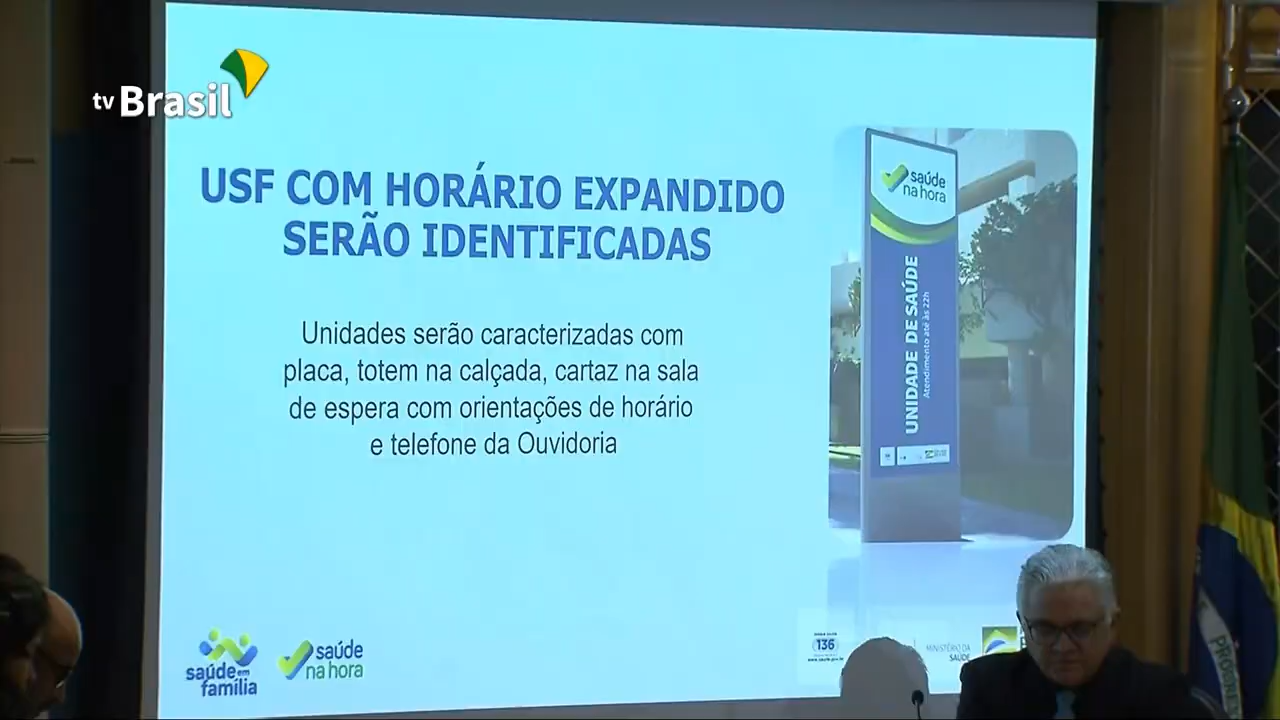 tv Brasil
USF COM HORÁRIO EXPANDIDO
SERÃO IDENTIFICADAS
Unidades serão caracterizadas com
placa, totem na calçada, cartaz na sala
de espera com orientações de horário
e telefone da Ouvidoria
saúde
na hora
UNIDADE DE SAÚDE
Atendimento até às 22h
saúde em
família
saúde
na hora
136
MINISTÉRIO DA
SAÚDE